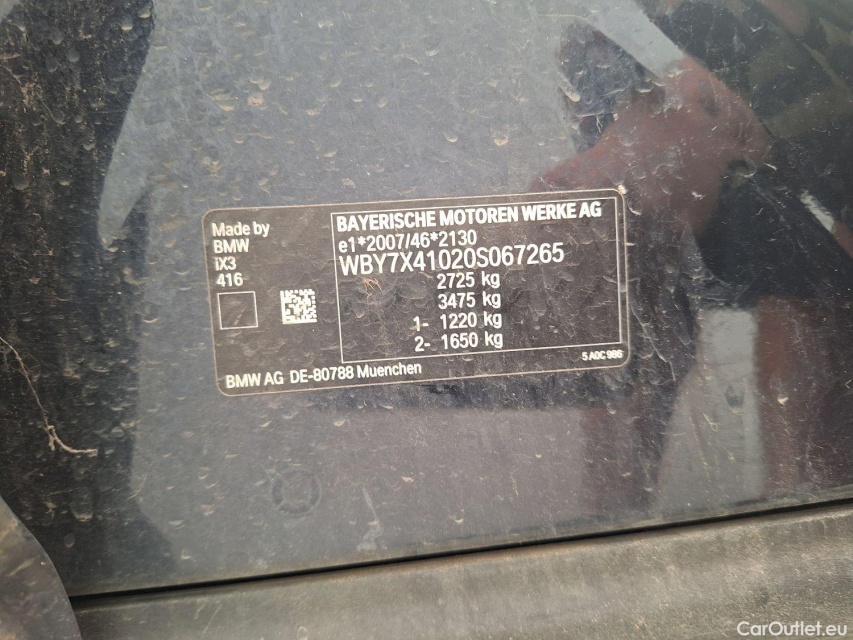 Made by
BMW
iX3
416
BAYERISCHE MOTOREN WERKE AG
e1*2007/46*2130
WBY7X41020S067265
2725 kg
3475 kg
1- 1220 kg
2- 1650 kg
5 A0C 986
BMW AG DE-80788 Muenchen
CarOutlet.eu